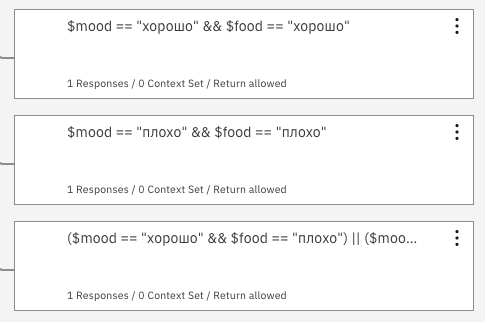 $mood == "хорошо" && $food == "хорошо"
1 Responses / 0 Context Set / Return allowed
$mood == "плохо" && $food == "плохо"
1 Responses / 0 Context Set / Return allowed
($mood == "хорошо" && $food == "плохо") || ($moo...
1 Responses / 0 Context Set / Return allowed